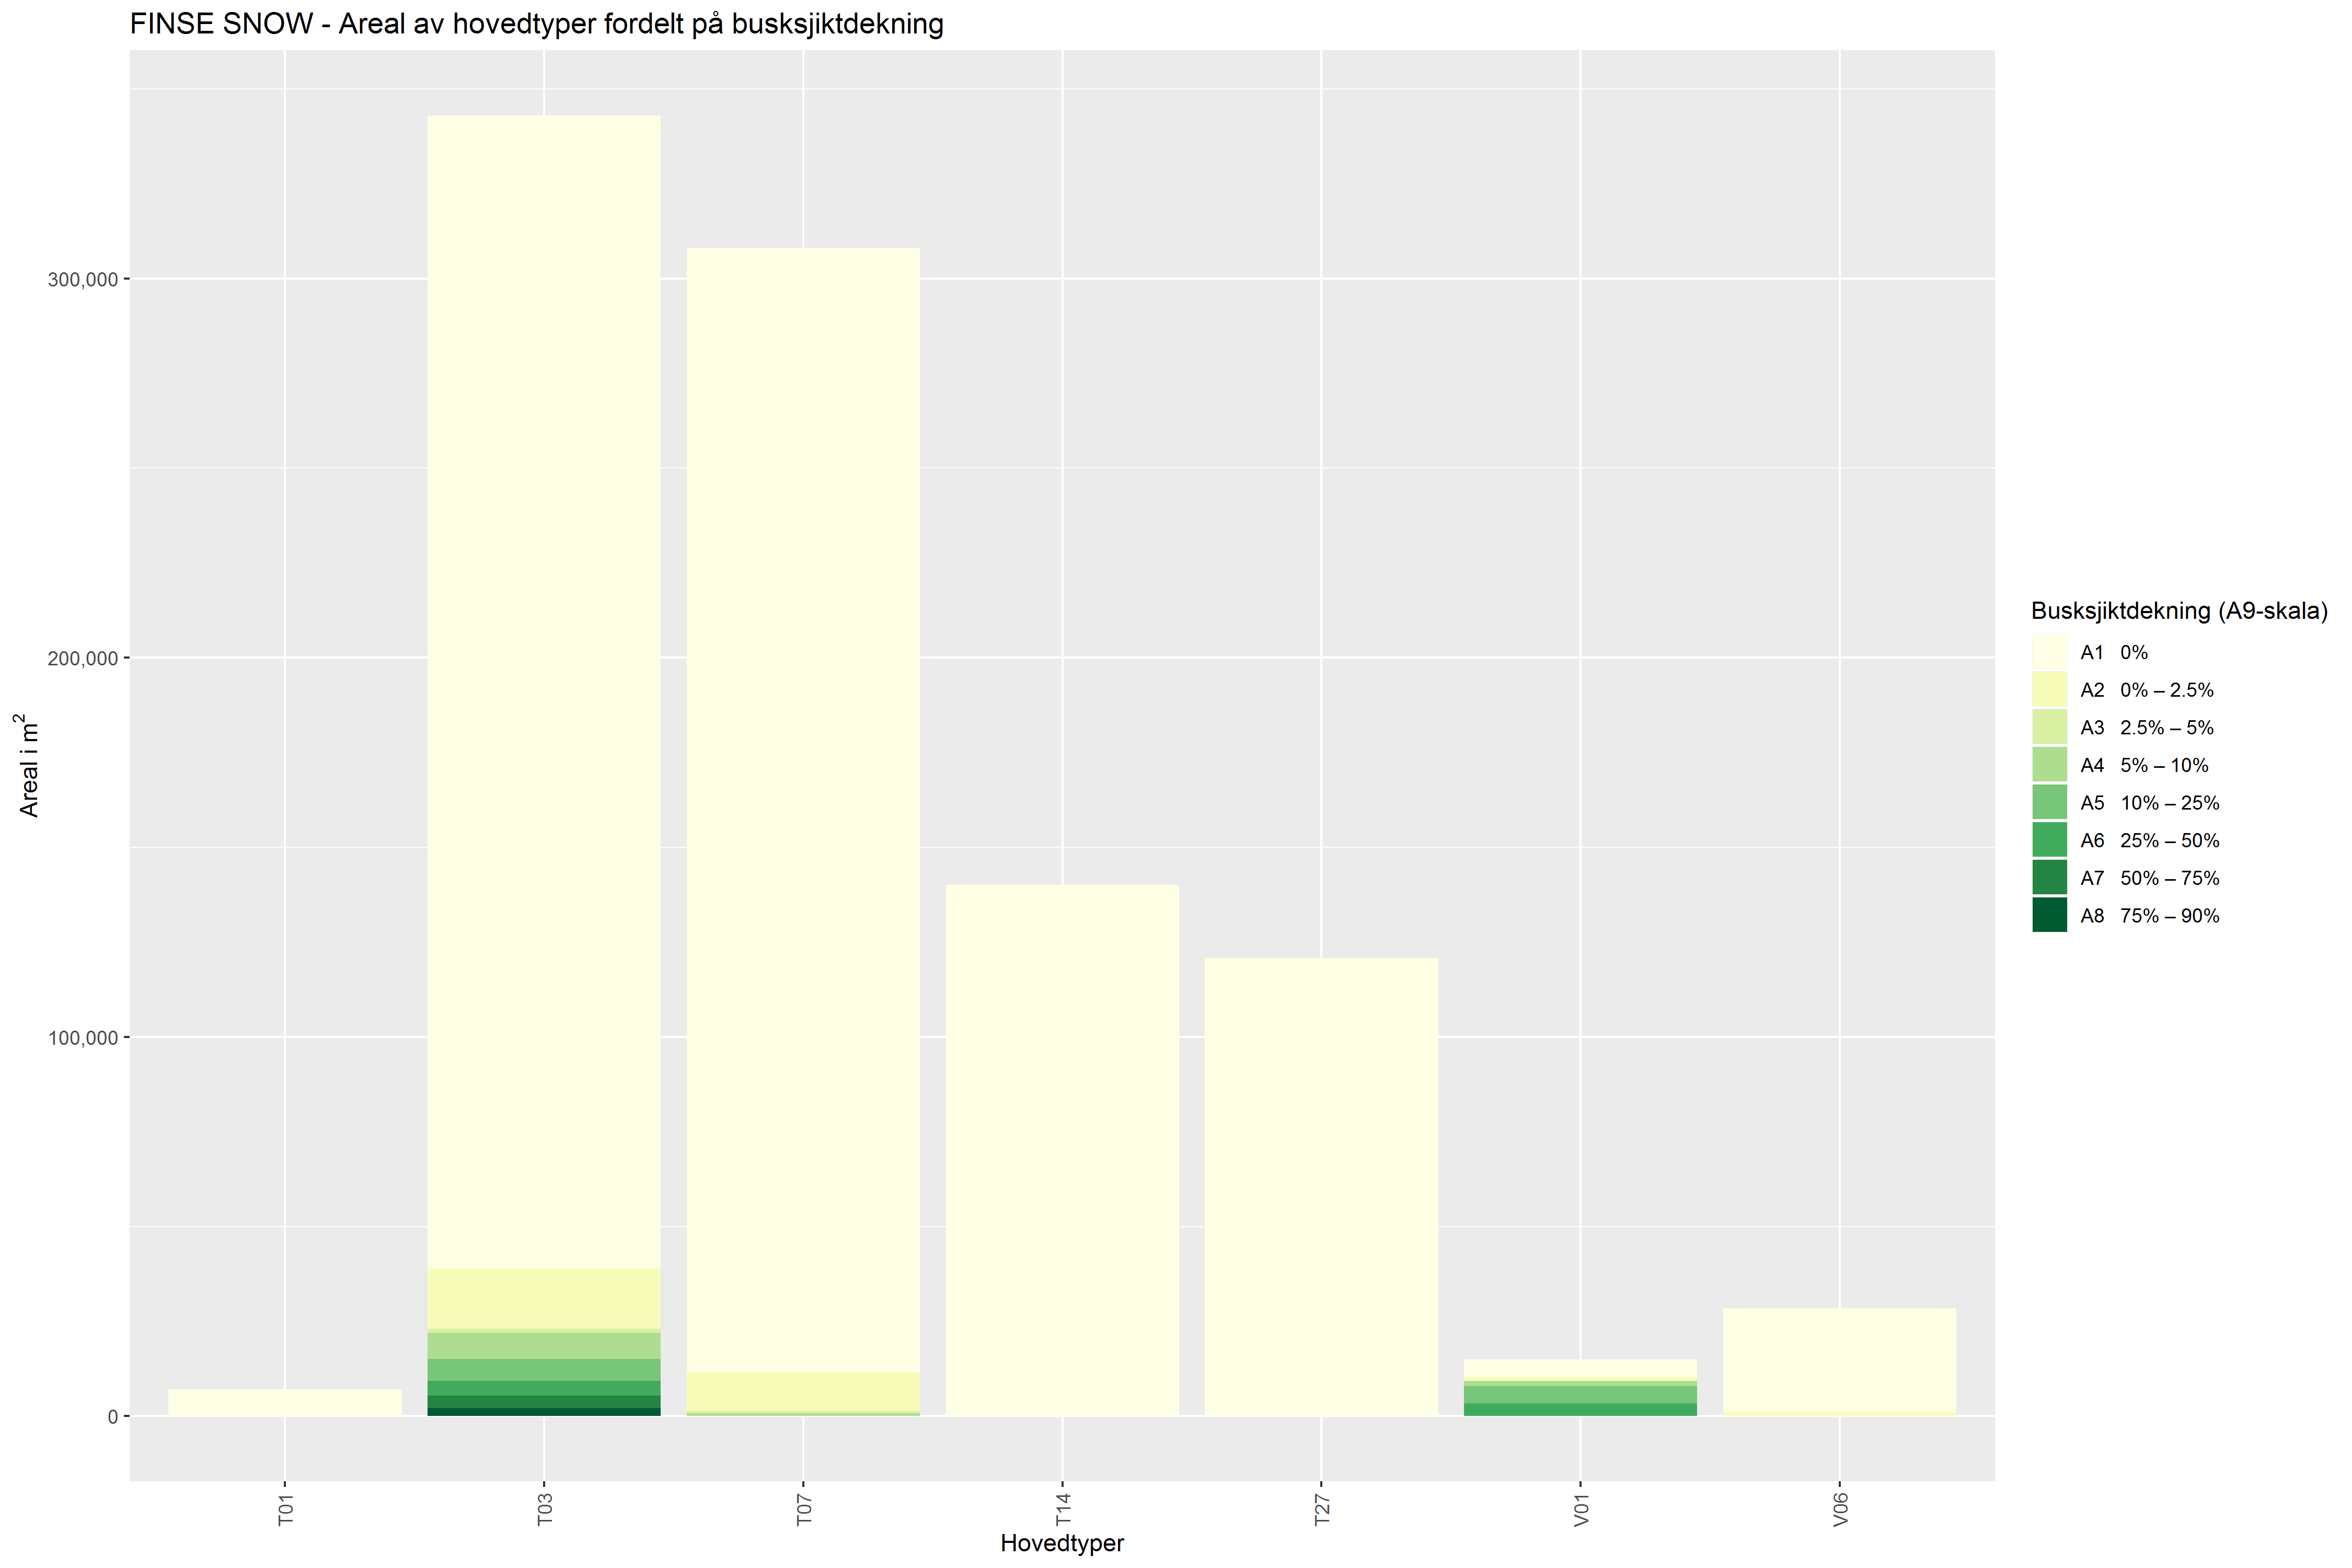 FINSE SNOW - Areal av hovedtyper fordelt på busksjiktdekning
Areal i m²
300,000
200,000
100,000
0
T01
T03
T07
T14
T27
V01
V06
Hovedtyper
Busksjiktdekning (A9-skala)
A1 0%
A2 0% – 2.5%
A3 2.5% – 5%
A4 5% – 10%
A5 10% – 25%
A6 25% – 50%
A7 50% – 75%
A8 75% – 90%